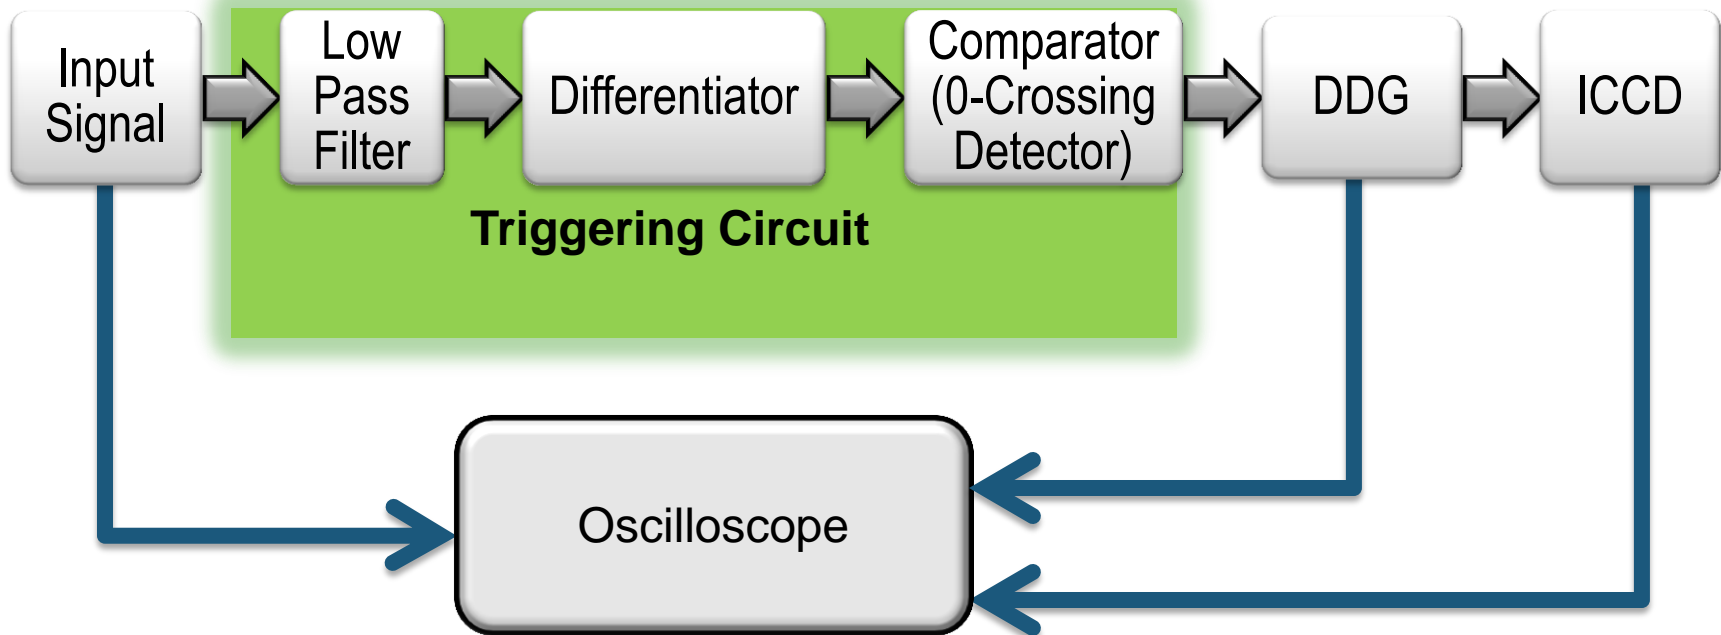 Input
Signal
Low
Pass
Filter
Differentiator
Comparator
(0-Crossing
Detector)
DDG
ICCD
Triggering Circuit
Oscilloscope